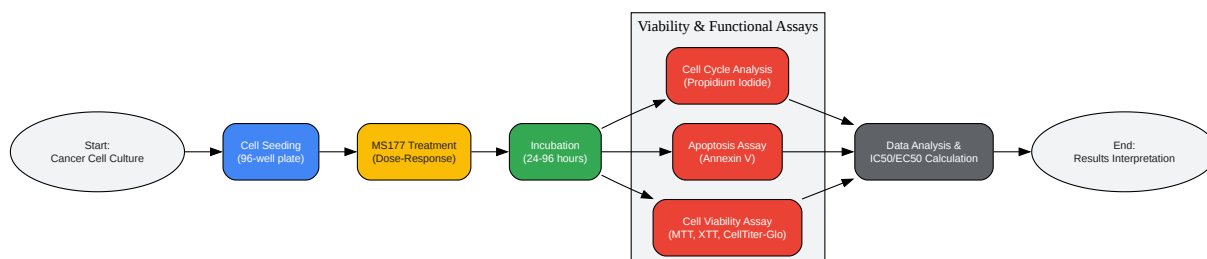 Start:
Cancer Cell Culture
Cell Seeding
(96-well plate)
MS177 Treatment
(Dose-Response)
Incubation
(24-96 hours)
Viability & Functional Assays
Cell Cycle Analysis
(Propidium Iodide)
Apoptosis Assay
(Annexin V)
Cell Viability Assay
(MTT, XTT, CellTiter-Glo)
Data Analysis &
IC50/EC50 Calculation
End:
Results Interpretation